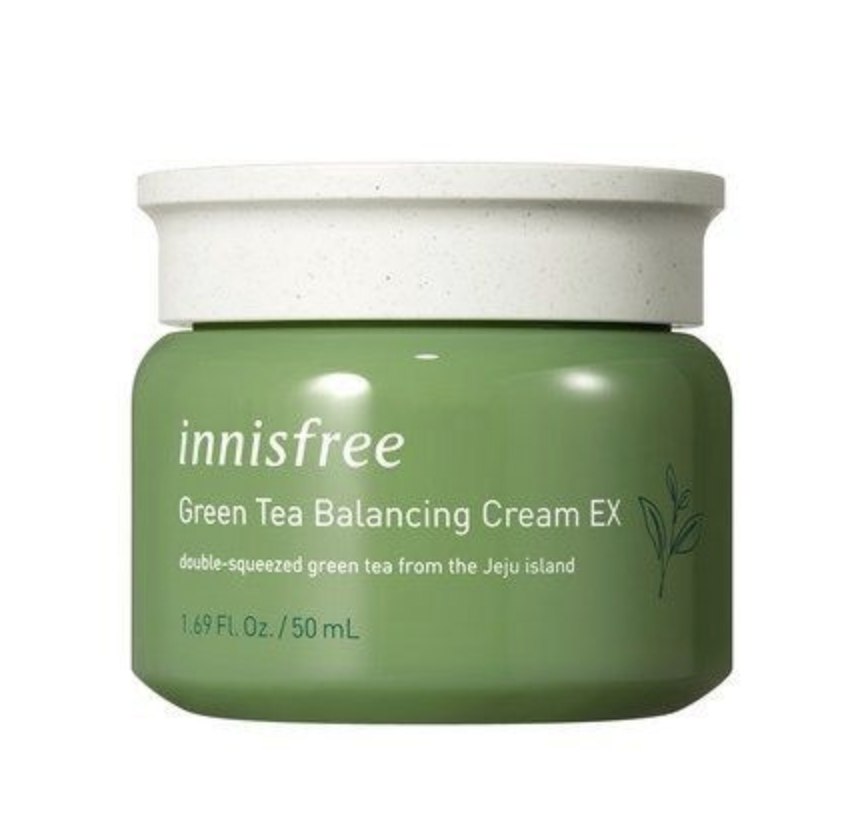 innisfree
Green Tea Balancing Cream EX
double-squeezed green tea from the Jeju island
1.69 Fl. Oz. / 50 mL